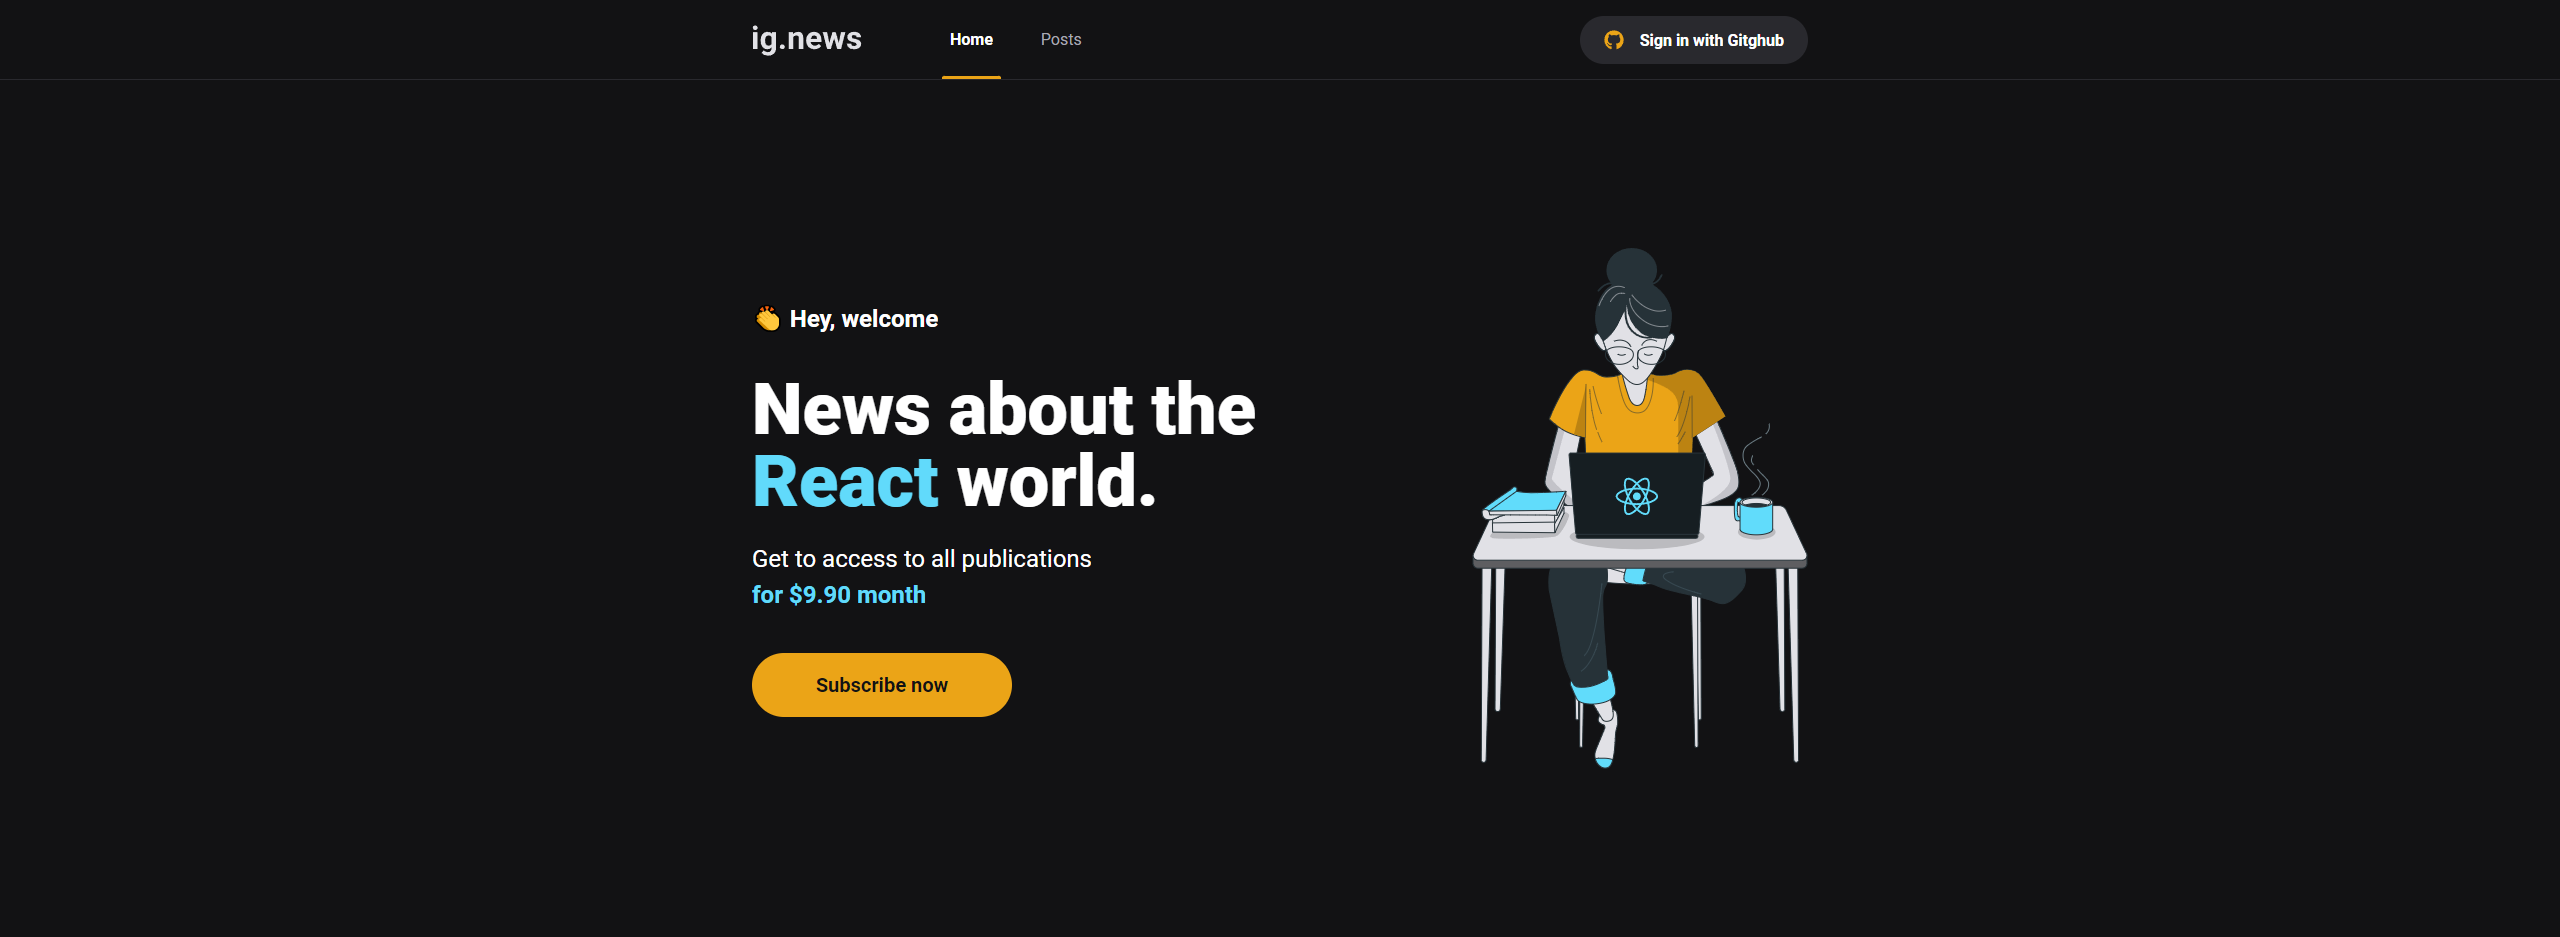 ig.news
Home
Posts
Sign in with Gitghub
👏 Hey, welcome
News about the
React world.
Get to access to all publications
for $9.90 month
Subscribe now